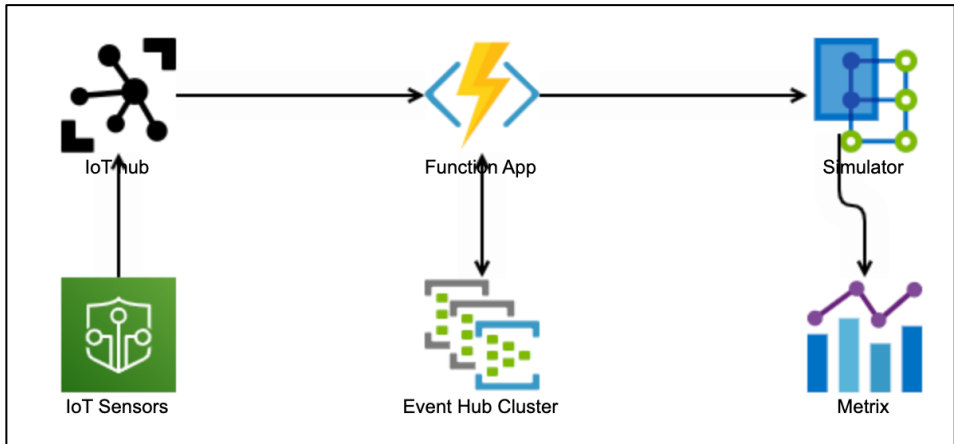 IoT hub
Function App
Simulator
IoT Sensors
Event Hub Cluster
Metrix